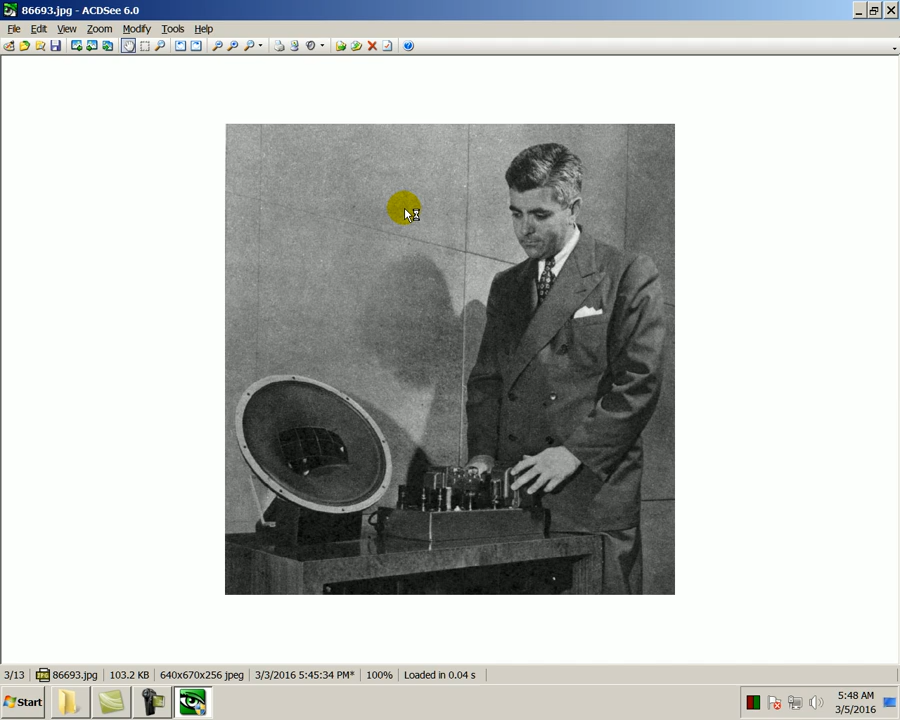 86693.jpg - ACDSee 6.0
File Edit View Zoom Modify Tools Help
3/13 86693.jpg 103.2 KB 640x670x256 jpeg 3/3/2016 5:45:34 PM* 100% Loaded in 0.04 s
Start
5:48 AM
3/5/2016